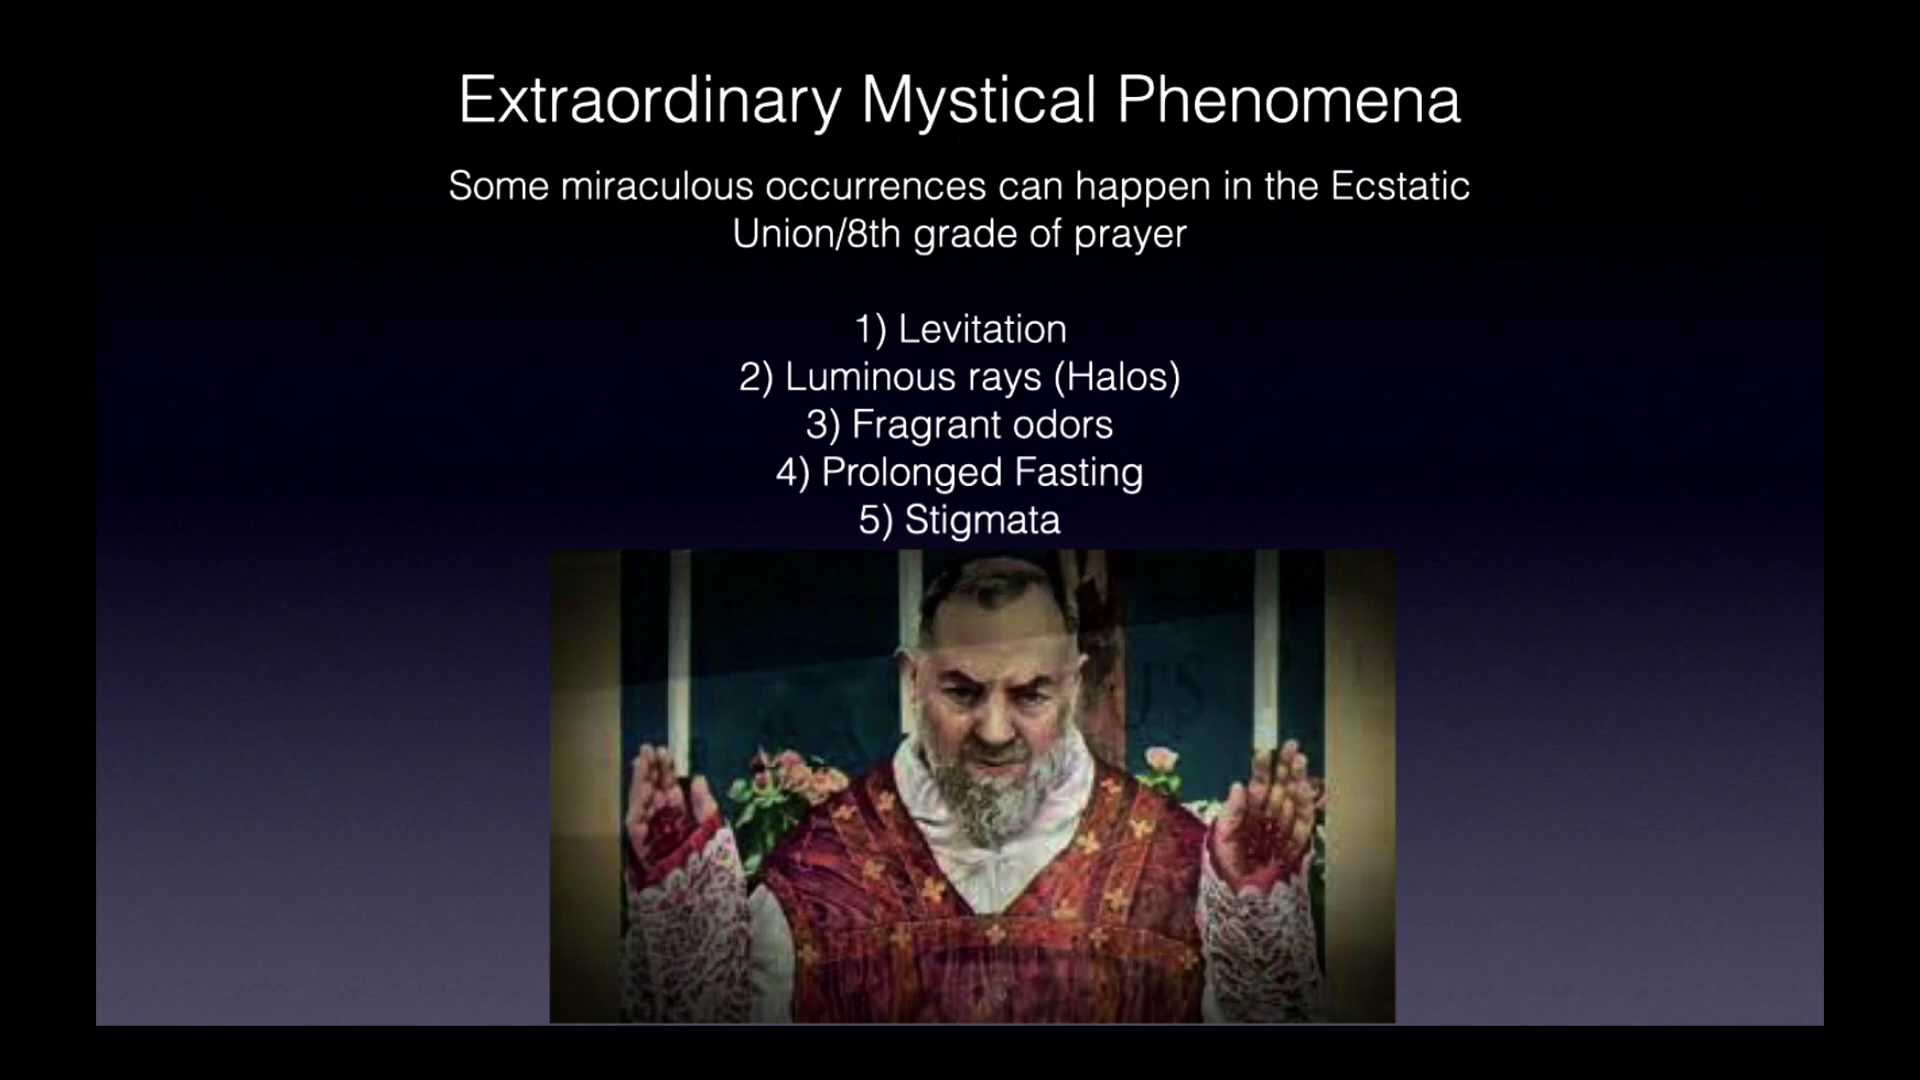 Extraordinary Mystical Phenomena
Some miraculous occurrences can happen in the Ecstatic
Union/8th grade of prayer
1) Levitation
2) Luminous rays (Halos)
3) Fragrant odors
4) Prolonged Fasting
5) Stigmata